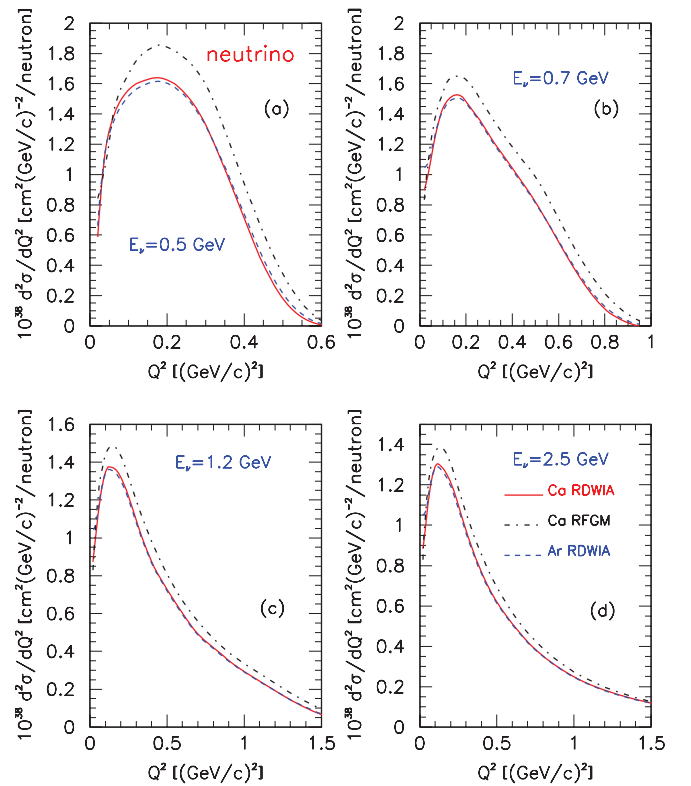 10³⁸ d²σ/dQ² [cm²(GeV/c)⁻²/neutron]
2
1.8
1.6
1.4
1.2
1
0.8
0.6
0.4
0.2
0
neutrino
(a)
E_ν=0.5 GeV
0 0.2 0.4 0.6
Q² [(GeV/c)²]
10³⁸ d²σ/dQ² [cm²(GeV/c)⁻²/neutron]
2
1.8
1.6
1.4
1.2
1
0.8
0.6
0.4
0.2
0
E_ν=0.7 GeV
(b)
0 0.2 0.4 0.6 0.8 1
Q² [(GeV/c)²]
10³⁸ d²σ/dQ² [cm²(GeV/c)⁻²/neutron]
1.6
1.4
1.2
1
0.8
0.6
0.4
0.2
0
E_ν=1.2 GeV
(c)
0 0.5 1 1.5
Q² [(GeV/c)²]
10³⁸ d²σ/dQ² [cm²(GeV/c)⁻²/neutron]
1.4
1.2
1
0.8
0.6
0.4
0.2
0
E_ν=2.5 GeV
Ca RDWIA
Ca RFGM
Ar RDWIA
(d)
0 0.5 1 1.5
Q² [(GeV/c)²]